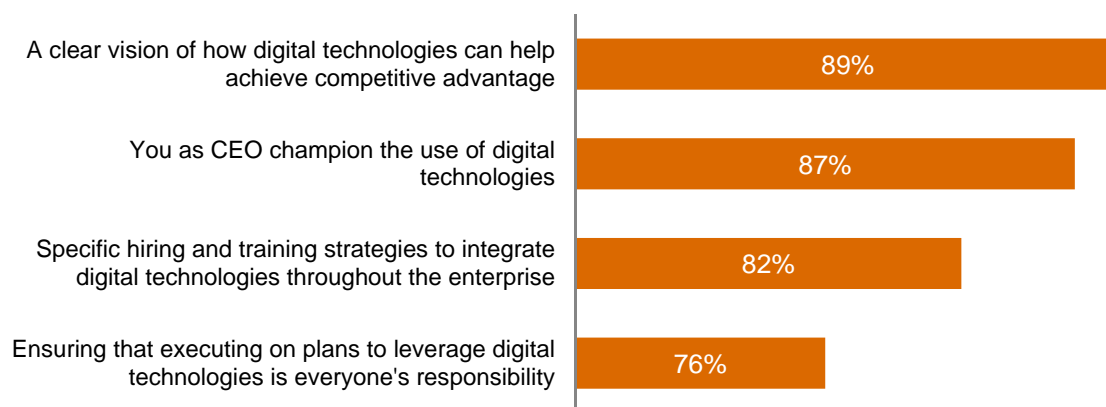 A clear vision of how digital technologies can help
achieve competitive advantage
89%
You as CEO champion the use of digital
technologies
87%
Specific hiring and training strategies to integrate
digital technologies throughout the enterprise
82%
Ensuring that executing on plans to leverage digital
technologies is everyone's responsibility
76%